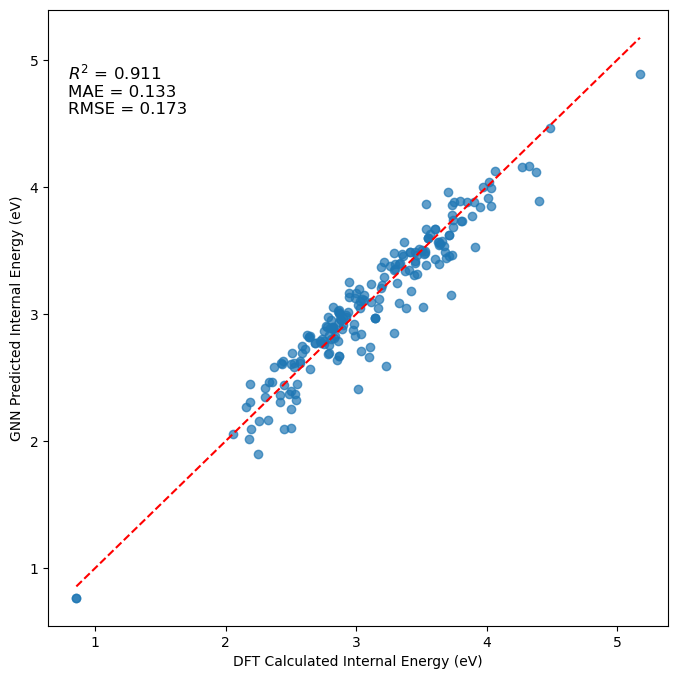 R² = 0.911
MAE = 0.133
RMSE = 0.173
GNN Predicted Internal Energy (eV)
5
4
3
2
1
1 2 3 4 5
DFT Calculated Internal Energy (eV)